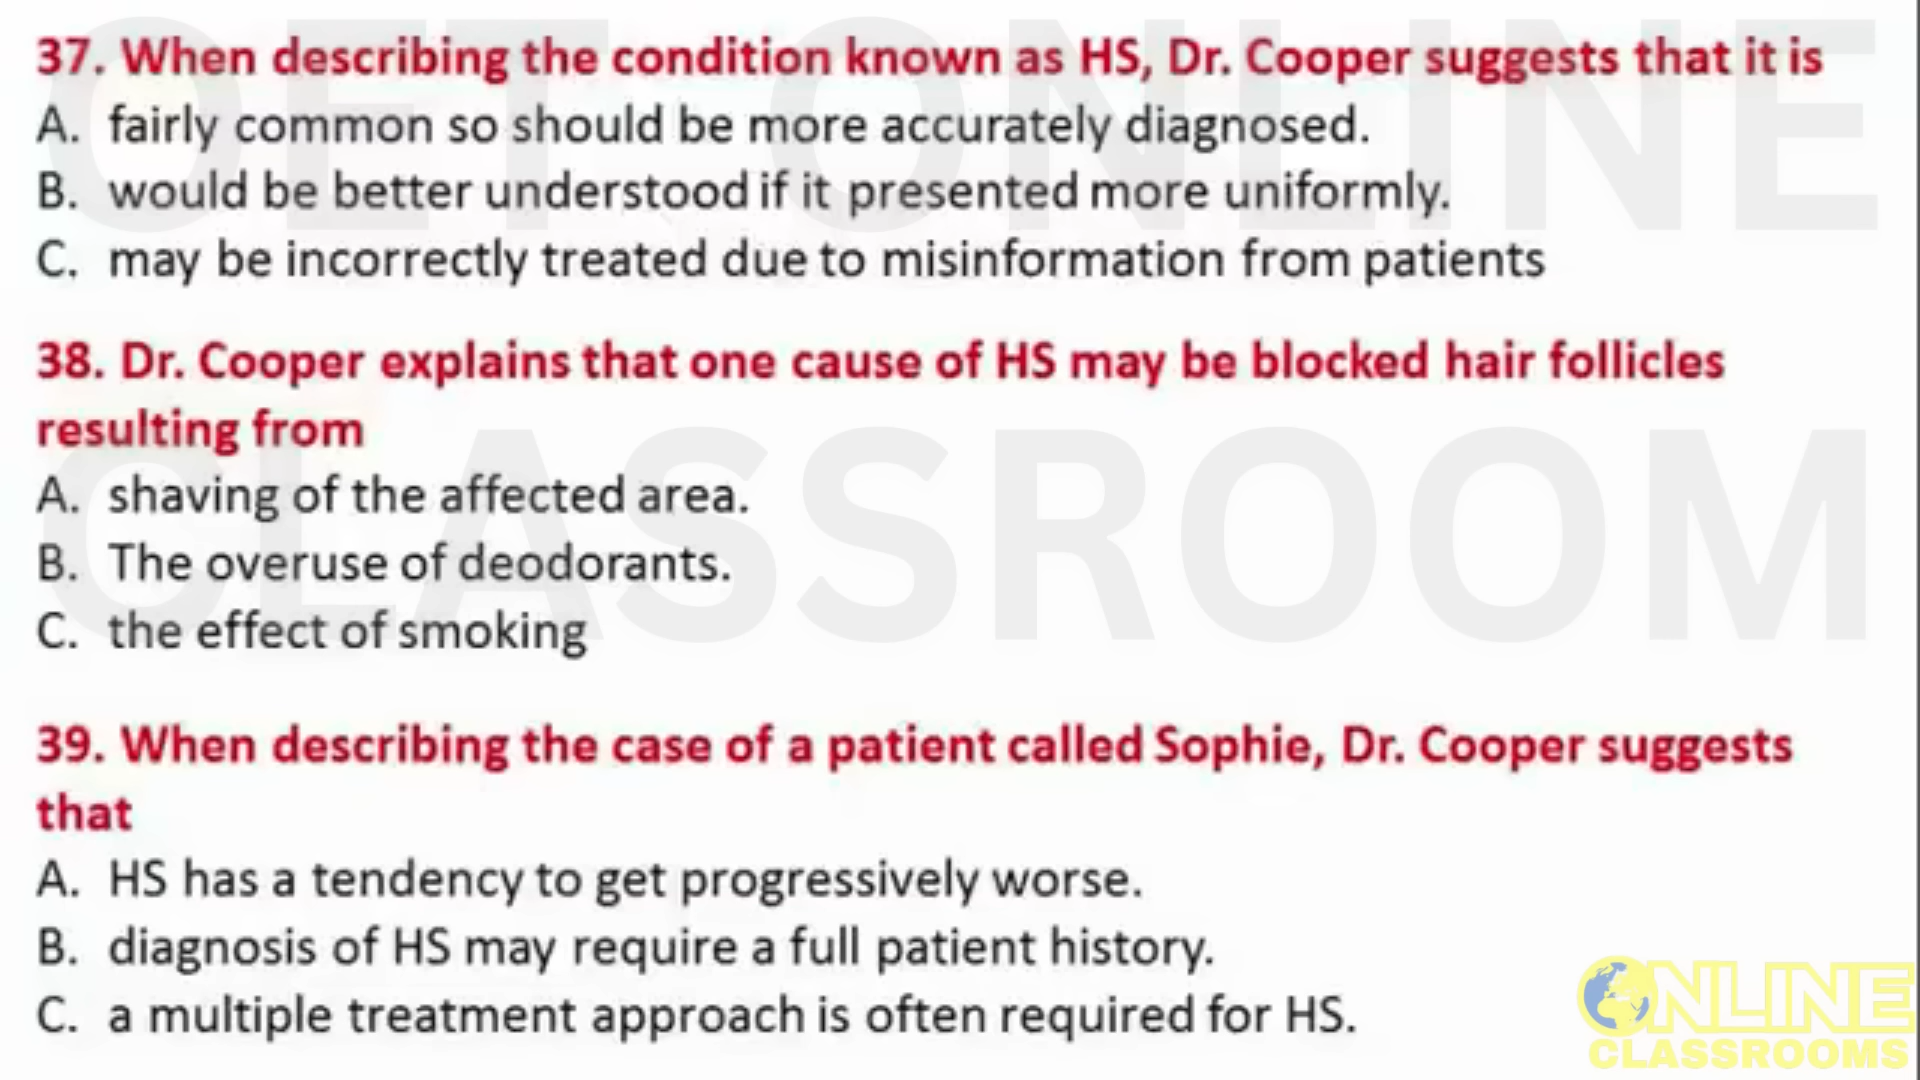 37. When describing the condition known as HS, Dr. Cooper suggests that it is
A. fairly common so should be more accurately diagnosed.
B. would be better understood if it presented more uniformly.
C. may be incorrectly treated due to misinformation from patients
38. Dr. Cooper explains that one cause of HS may be blocked hair follicles
resulting from
A. shaving of the affected area.
B. The overuse of deodorants.
C. the effect of smoking
39. When describing the case of a patient called Sophie, Dr. Cooper suggests
that
A. HS has a tendency to get progressively worse.
B. diagnosis of HS may require a full patient history.
C. a multiple treatment approach is often required for HS.
OET ONLINE
CLASSROOM
ONLINE
CLASSROOMS